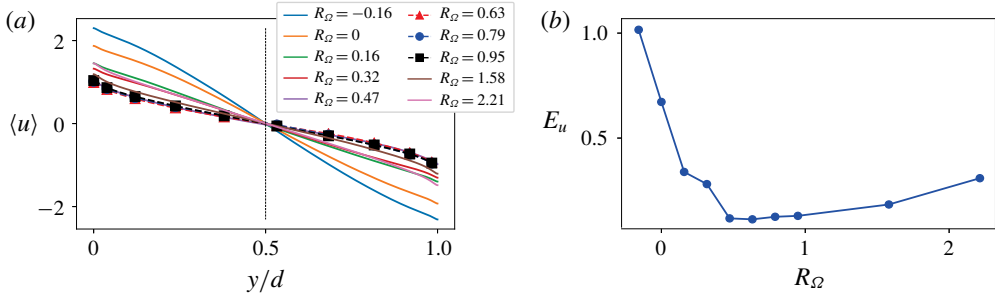 (a)
2
0
−2
⟨u⟩
0
0.5
1.0
y/d
R_Ω = −0.16
R_Ω = 0
R_Ω = 0.16
R_Ω = 0.32
R_Ω = 0.47
R_Ω = 0.63
R_Ω = 0.79
R_Ω = 0.95
R_Ω = 1.58
R_Ω = 2.21
(b)
1.0
E_u
0.5
0
1
2
R_Ω